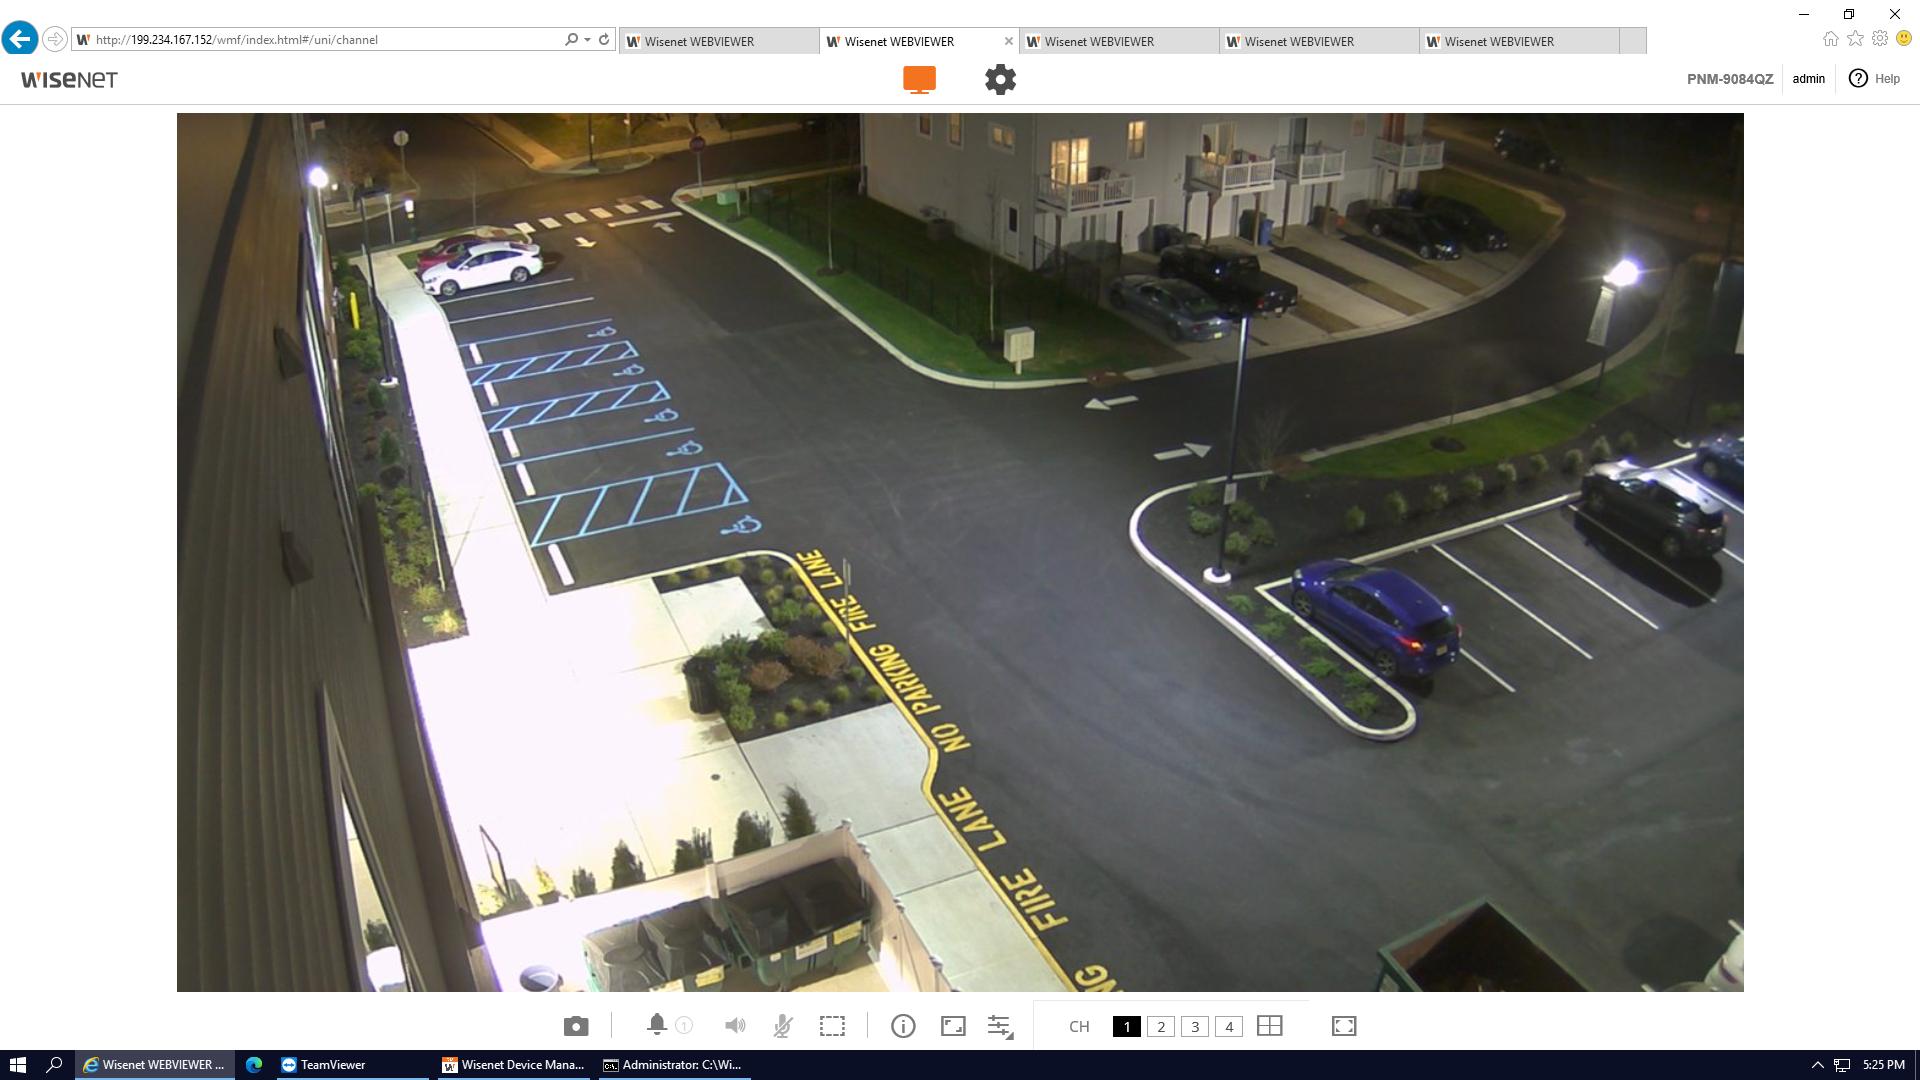 http://199.234.167.152/wmf/index.html#/uni/channel
Wisenet WEBVIEWER
Wisenet WEBVIEWER
Wisenet WEBVIEWER
Wisenet WEBVIEWER
Wisenet WEBVIEWER
WISENET
PNM-9084QZ
admin
? Help
FIRE LANE
NO PARKING
FIRE LANE
NG
1
CH 1 2 3 4
Wisenet WEBVIEWER ...
TeamViewer
Wisenet Device Mana...
Administrator: C:\Wi...
5:25 PM